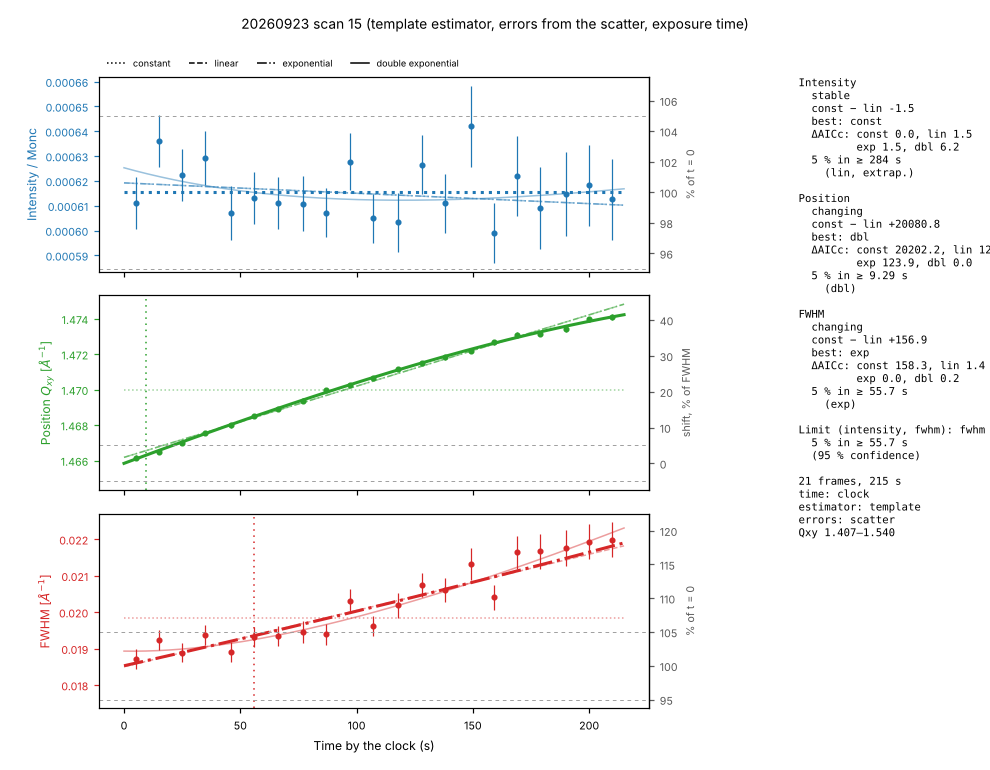 20260923 scan 15 (template estimator, errors from the scatter, exposure time)
constant linear exponential double exponential
0.00066
0.00065
0.00064
0.00063
0.00062
0.00061
0.00060
0.00059
Intensity / Monc
106
104
102
100
98
96
% of t = 0
1.474
1.472
1.470
1.468
1.466
Position Qxy [Å⁻¹]
40
30
20
10
0
shift, % of FWHM
0.022
0.021
0.020
0.019
0.018
FWHM [Å⁻¹]
120
115
110
105
100
95
% of t = 0
0 50 100 150 200
Time by the clock (s)
Intensity
stable
const − lin -1.5
best: const
ΔAICc: const 0.0, lin 1.5
exp 1.5, dbl 6.2
5 % in ≥ 284 s
(lin, extrap.)
Position
changing
const − lin +20080.8
best: dbl
ΔAICc: const 20202.2, lin 12
exp 123.9, dbl 0.0
5 % in ≥ 9.29 s
(dbl)
FWHM
changing
const − lin +156.9
best: exp
ΔAICc: const 158.3, lin 1.4
exp 0.0, dbl 0.2
5 % in ≥ 55.7 s
(exp)
Limit (intensity, fwhm): fwhm
5 % in ≥ 55.7 s
(95 % confidence)
21 frames, 215 s
time: clock
estimator: template
errors: scatter
Qxy 1.407–1.540